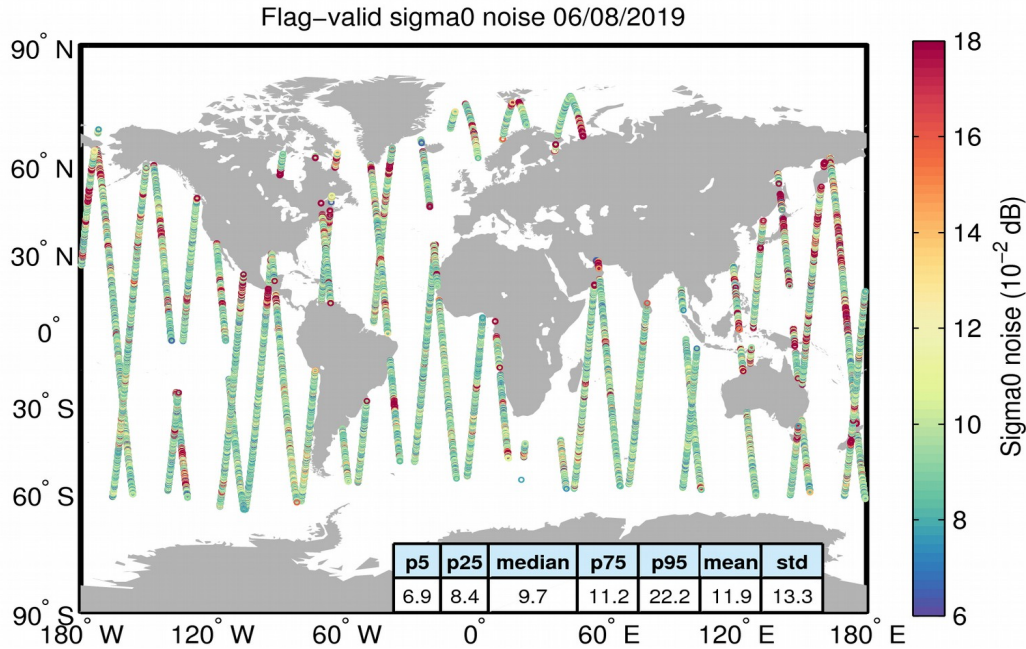 Flag−valid sigma0 noise 06/08/2019
90° N
60° N
30° N
0°
30° S
60° S
90° S
180° W
120° W
60° W
0°
60° E
120° E
180° E
p5 p25 median p75 p95 mean std
6.9 8.4 9.7 11.2 22.2 11.9 13.3
18
16
14
12
10
8
6
Sigma0 noise (10⁻² dB)